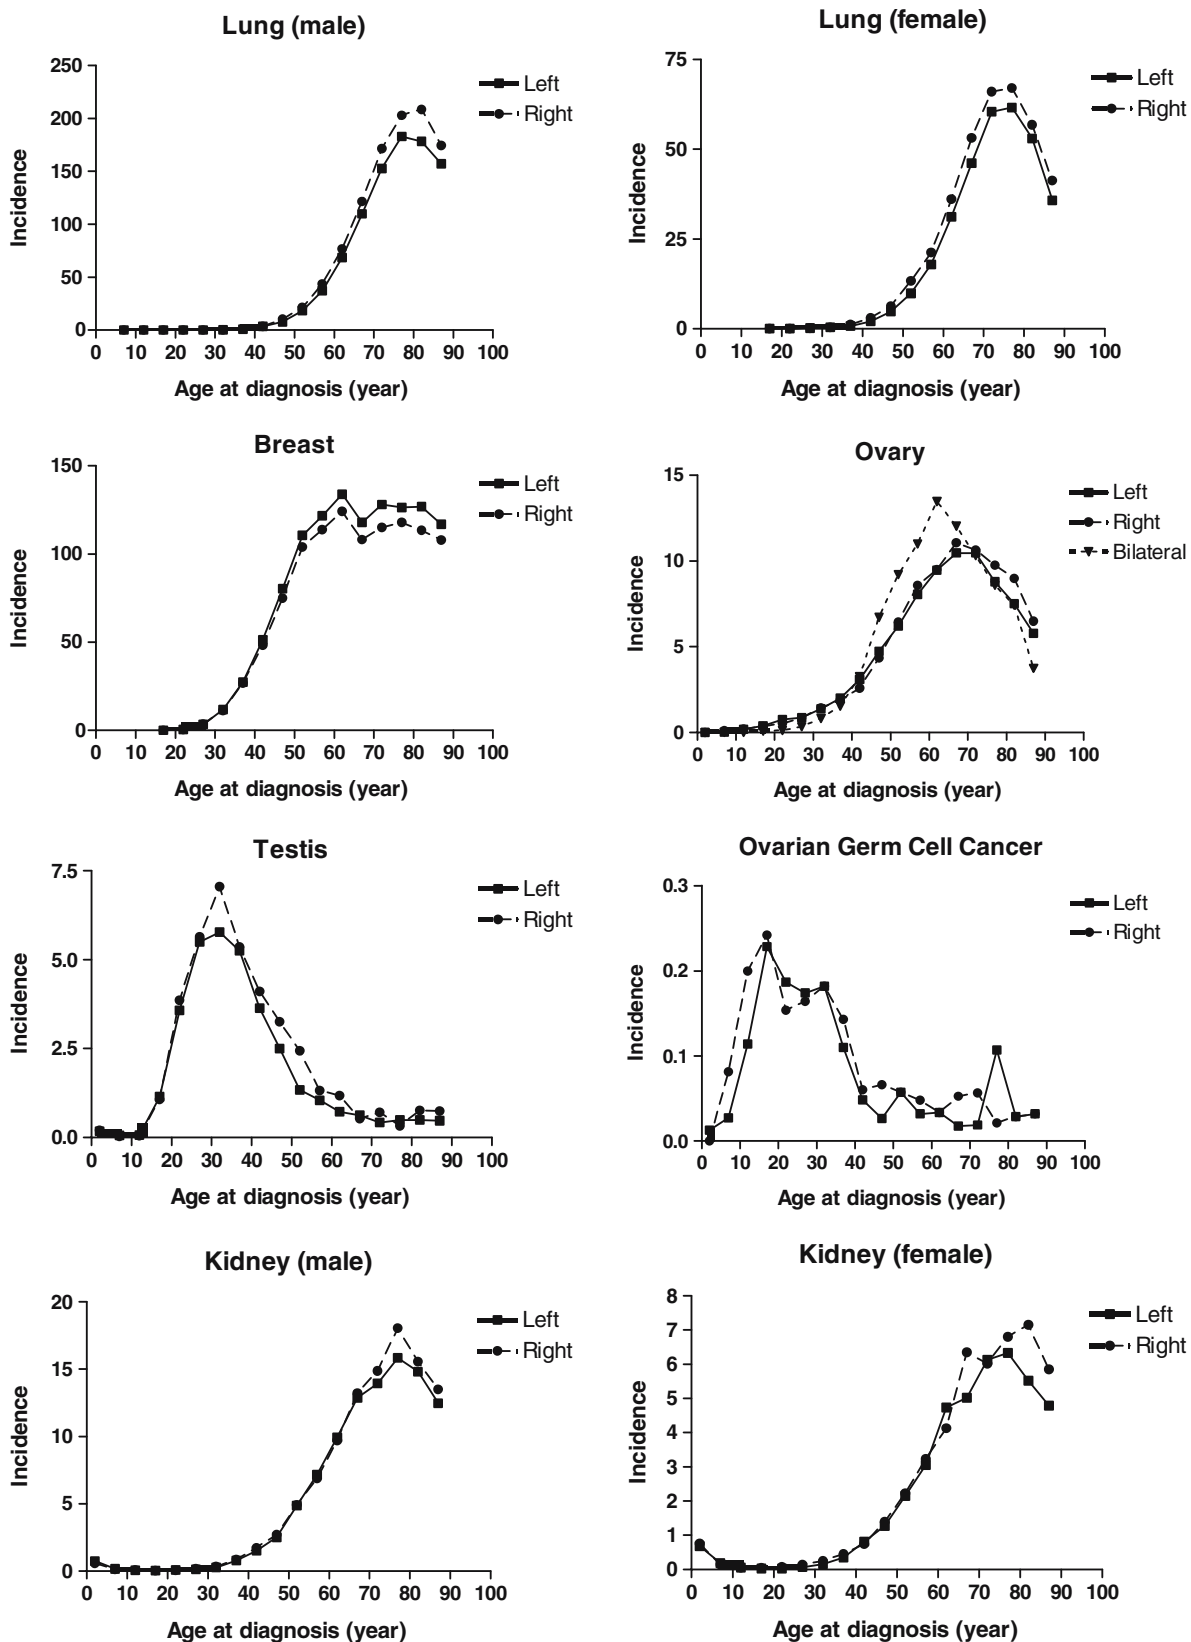 Lung (male)
250
200
150
100
50
0
Incidence
0 10 20 30 40 50 60 70 80 90 100
Age at diagnosis (year)
Left
Right
Lung (female)
75
50
25
0
Incidence
0 10 20 30 40 50 60 70 80 90 100
Age at diagnosis (year)
Left
Right
Breast
150
100
50
0
Incidence
0 10 20 30 40 50 60 70 80 90 100
Age at diagnosis (year)
Left
Right
Ovary
15
10
5
0
Incidence
0 10 20 30 40 50 60 70 80 90 100
Age at diagnosis (year)
Left
Right
Bilateral
Testis
7.5
5.0
2.5
0.0
Incidence
0 10 20 30 40 50 60 70 80 90 100
Age at diagnosis (year)
Left
Right
Ovarian Germ Cell Cancer
0.3
0.2
0.1
0.0
Incidence
0 10 20 30 40 50 60 70 80 90 100
Age at diagnosis (year)
Left
Right
Kidney (male)
20
15
10
5
0
Incidence
0 10 20 30 40 50 60 70 80 90 100
Age at diagnosis (year)
Left
Right
Kidney (female)
8
7
6
5
4
3
2
1
0
Incidence
0 10 20 30 40 50 60 70 80 90 100
Age at diagnosis (year)
Left
Right